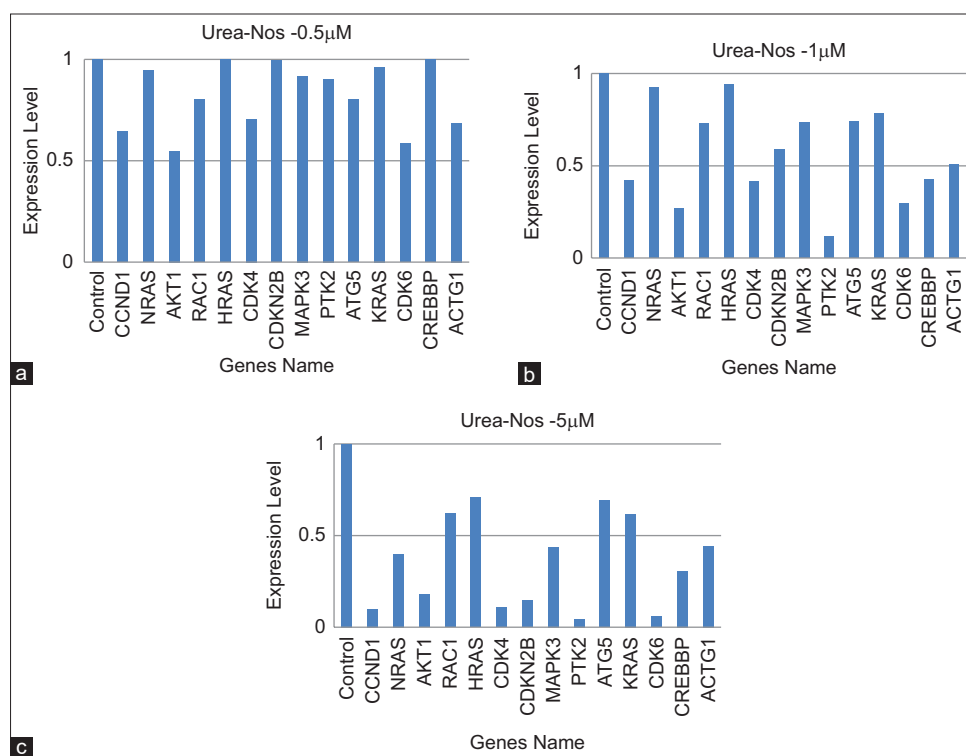 Urea-Nos -0.5μM
Expression Level
1
0.5
0
Control
CCND1
NRAS
AKT1
RAC1
HRAS
CDK4
CDKN2B
MAPK3
PTK2
ATG5
KRAS
CDK6
CREBBP
ACTG1
Genes Name
a
Urea-Nos -1μM
Expression Level
1
0.5
0
Control
CCND1
NRAS
AKT1
RAC1
HRAS
CDK4
CDKN2B
MAPK3
PTK2
ATG5
KRAS
CDK6
CREBBP
ACTG1
Genes Name
b
Urea-Nos -5μM
Expression Level
1
0.5
0
Control
CCND1
NRAS
AKT1
RAC1
HRAS
CDK4
CDKN2B
MAPK3
PTK2
ATG5
KRAS
CDK6
CREBBP
ACTG1
Genes Name
c